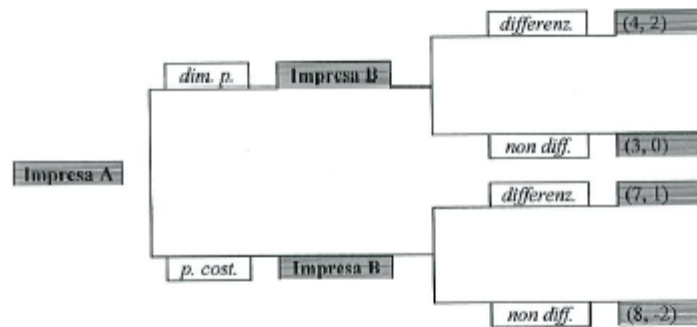 differenz.
(4, 2)
dim. p.
Impresa B
non diff.
(3, 0)
Impresa A
differenz.
(7, 1)
p. cost.
Impresa B
non diff.
(8, -2)